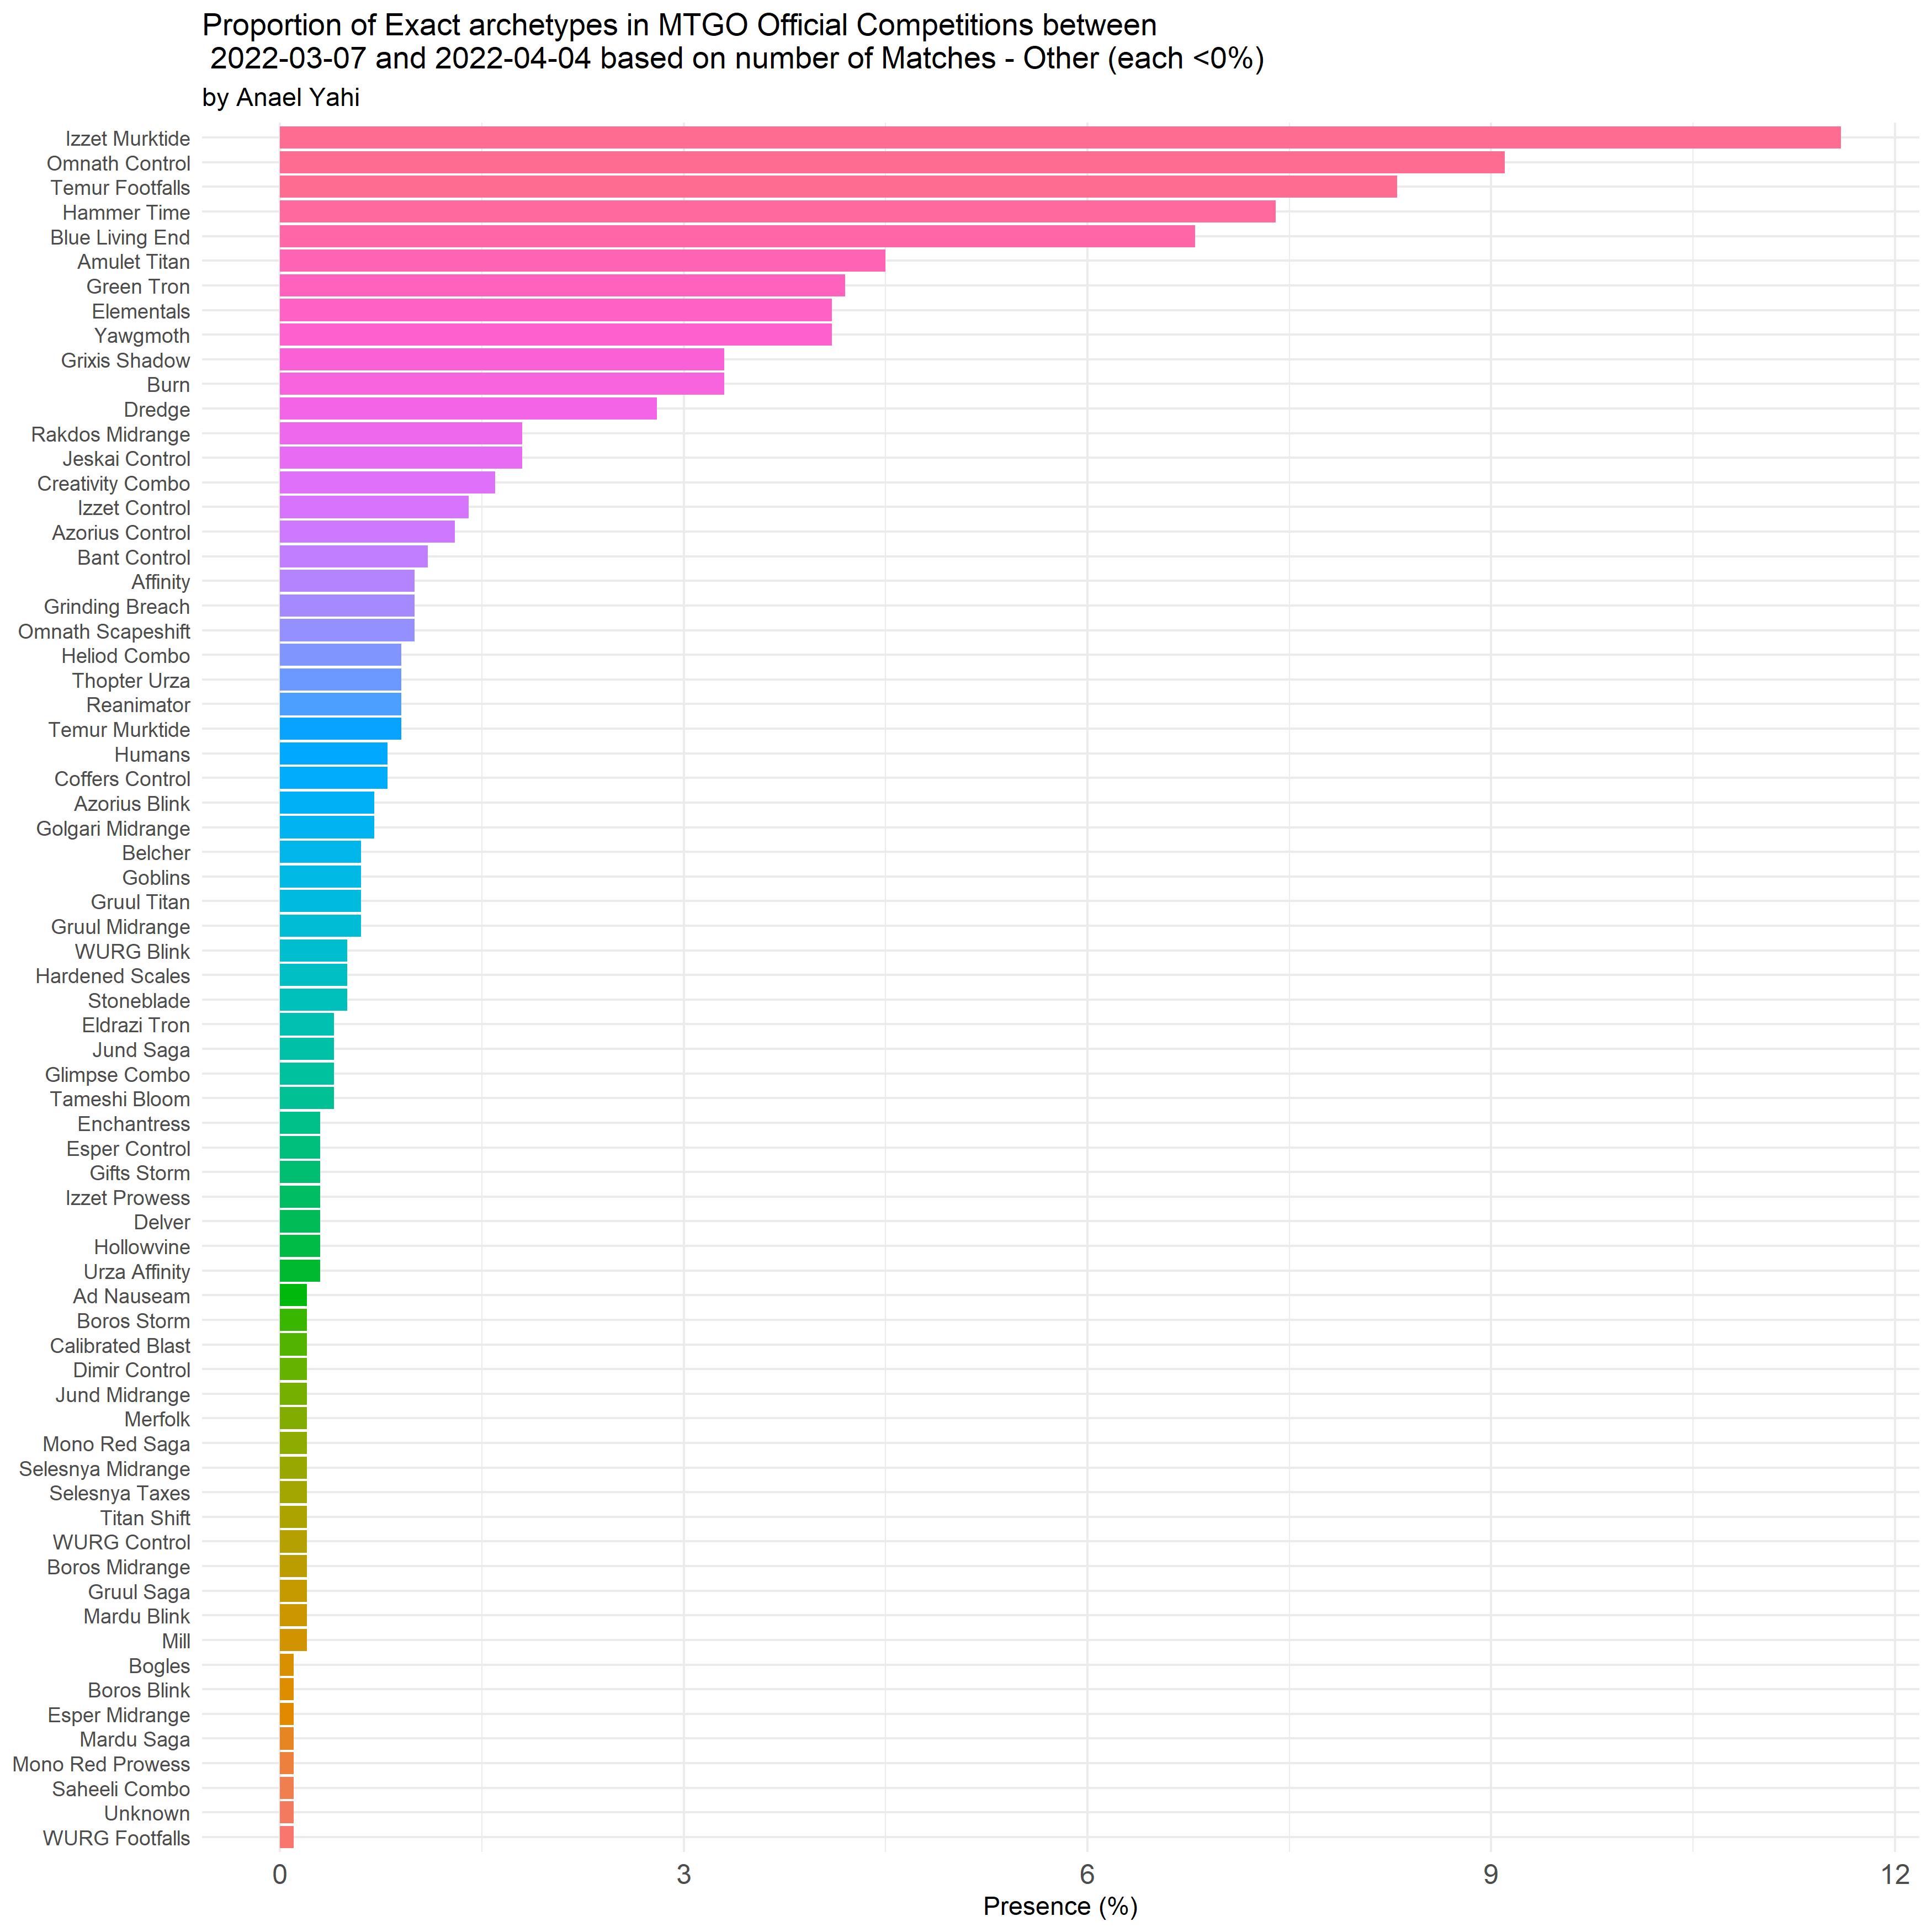 Proportion of Exact archetypes in MTGO Official Competitions between
2022-03-07 and 2022-04-04 based on number of Matches - Other (each <0%)
by Anael Yahi
Izzet Murktide
Omnath Control
Temur Footfalls
Hammer Time
Blue Living End
Amulet Titan
Green Tron
Elementals
Yawgmoth
Grixis Shadow
Burn
Dredge
Rakdos Midrange
Jeskai Control
Creativity Combo
Izzet Control
Azorius Control
Bant Control
Affinity
Grinding Breach
Omnath Scapeshift
Heliod Combo
Thopter Urza
Reanimator
Temur Murktide
Humans
Coffers Control
Azorius Blink
Golgari Midrange
Belcher
Goblins
Gruul Titan
Gruul Midrange
WURG Blink
Hardened Scales
Stoneblade
Eldrazi Tron
Jund Saga
Glimpse Combo
Tameshi Bloom
Enchantress
Esper Control
Gifts Storm
Izzet Prowess
Delver
Hollowvine
Urza Affinity
Ad Nauseam
Boros Storm
Calibrated Blast
Dimir Control
Jund Midrange
Merfolk
Mono Red Saga
Selesnya Midrange
Selesnya Taxes
Titan Shift
WURG Control
Boros Midrange
Gruul Saga
Mardu Blink
Mill
Bogles
Boros Blink
Esper Midrange
Mardu Saga
Mono Red Prowess
Saheeli Combo
Unknown
WURG Footfalls
0 3 6 9 12
Presence (%)